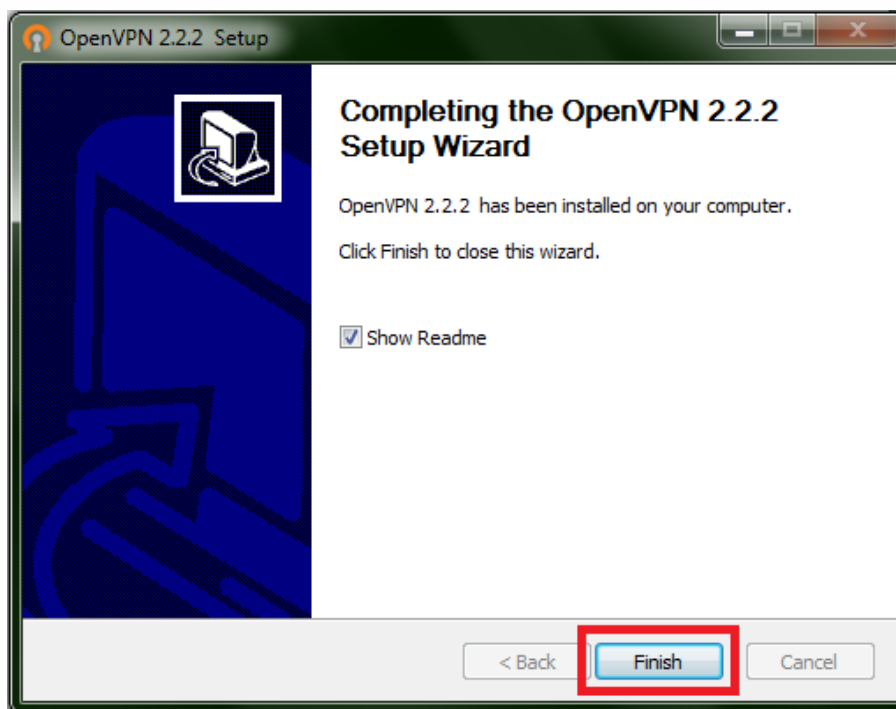 OpenVPN 2.2.2 Setup
Completing the OpenVPN 2.2.2
Setup Wizard
OpenVPN 2.2.2 has been installed on your computer.
Click Finish to close this wizard.
Show Readme
< Back Finish Cancel